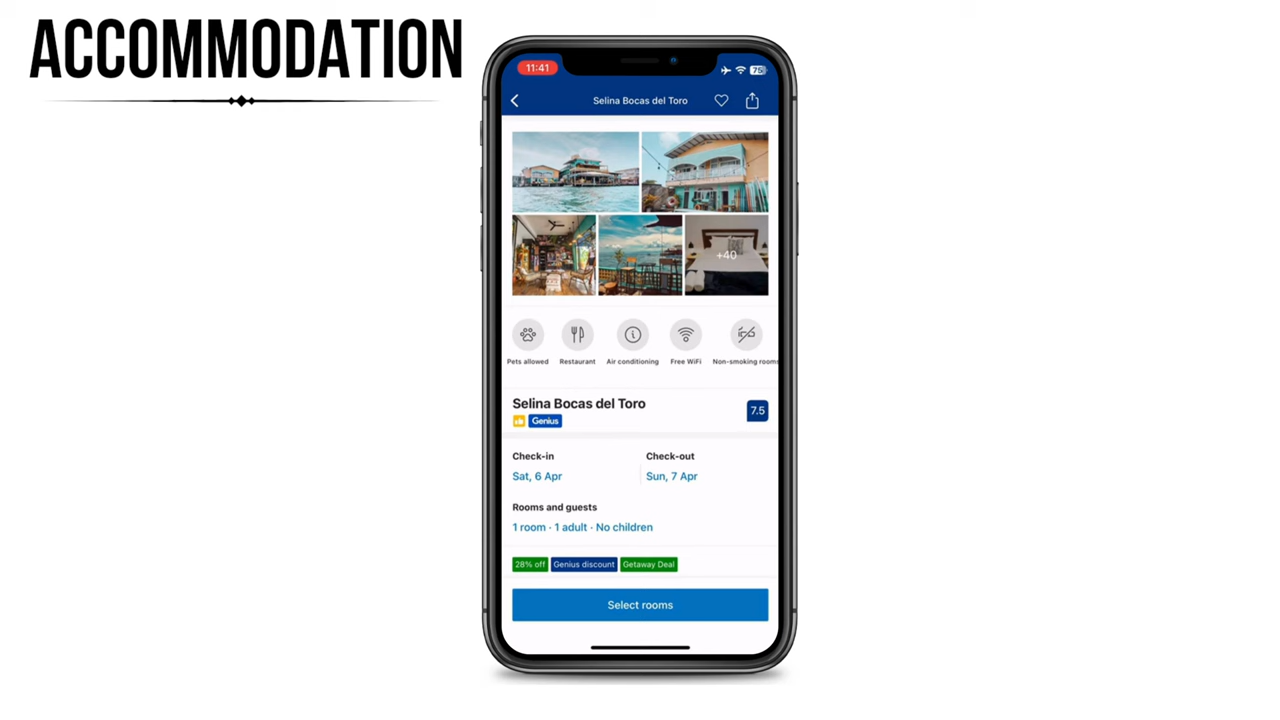 ACCOMMODATION
11:41
75
Selina Bocas del Toro
+40
Pets allowed
Restaurant
Air conditioning
Free WiFi
Non-smoking rooms
Selina Bocas del Toro
Genius
7.5
Check-in
Check-out
Sat, 6 Apr
Sun, 7 Apr
Rooms and guests
1 room · 1 adult · No children
28% off
Genius discount
Getaway Deal
Select rooms